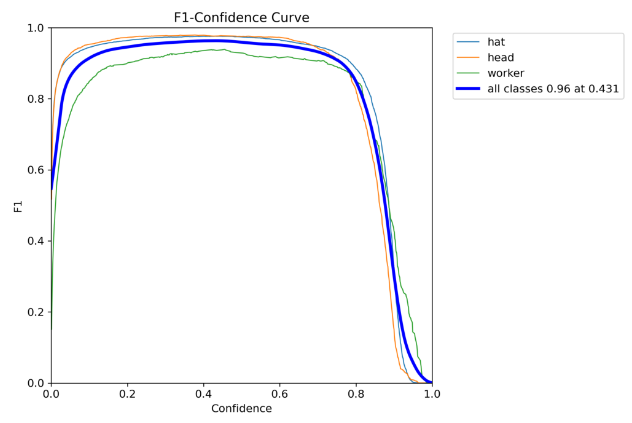 F1-Confidence Curve
1.0
0.8
0.6
0.4
0.2
0.0
F1
0.0 0.2 0.4 0.6 0.8 1.0
Confidence
hat
head
worker
all classes 0.96 at 0.431